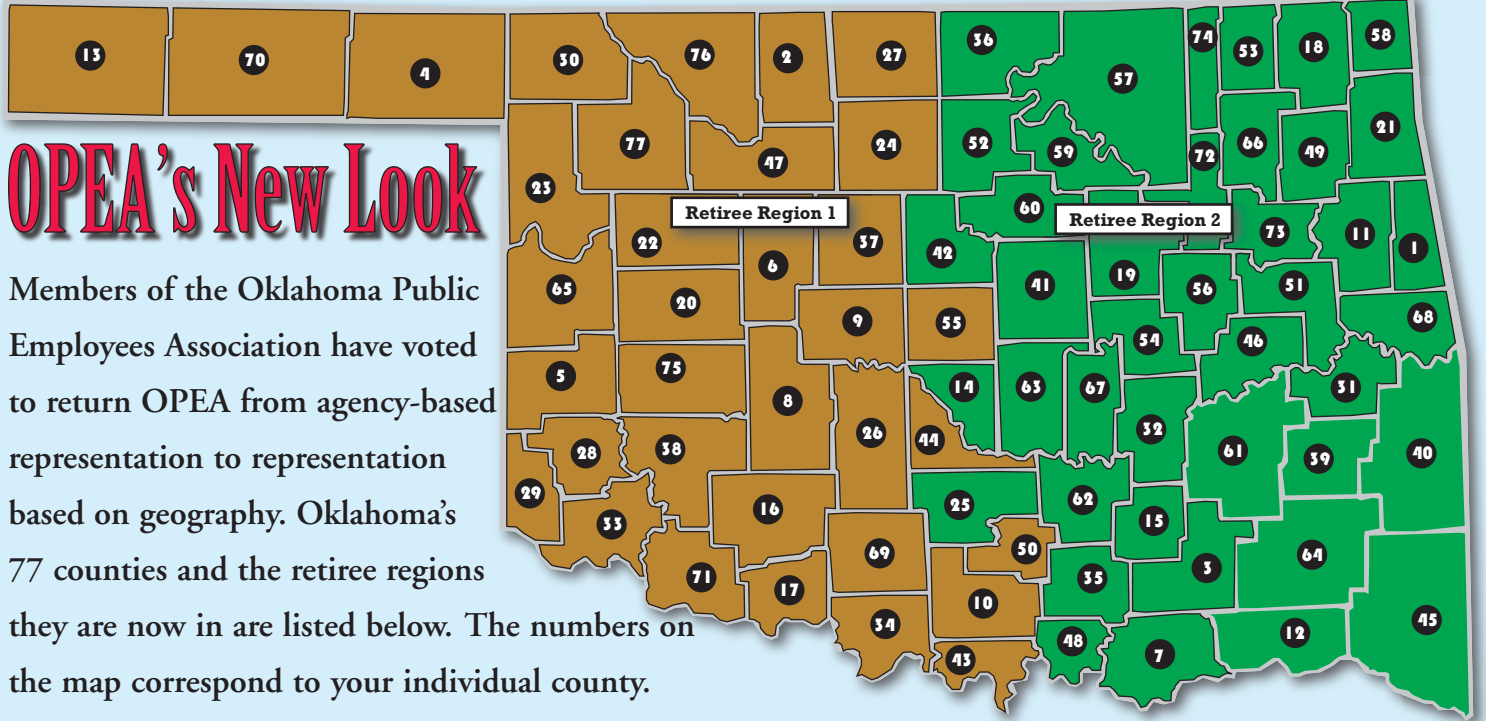 13 70 4 30 76 2 27 36 57 74 53 18 58
77 47 24 52 59 72 66 49 21
OPEA's New Look
23 22 6 37 42 60 73 11 1
Retiree Region 1
Retiree Region 2
65 20 9 55 41 19 56 51 68
5 75 8 14 63 67 54 46 31
28 38 26 44 32 61 39 40
29 33 16 25 62 15
71 17 69 50 35 3 64
34 10 43 48 7 12 45
Members of the Oklahoma Public
Employees Association have voted
to return OPEA from agency-based
representation to representation
based on geography. Oklahoma's
77 counties and the retiree regions
they are now in are listed below. The numbers on
the map correspond to your individual county.